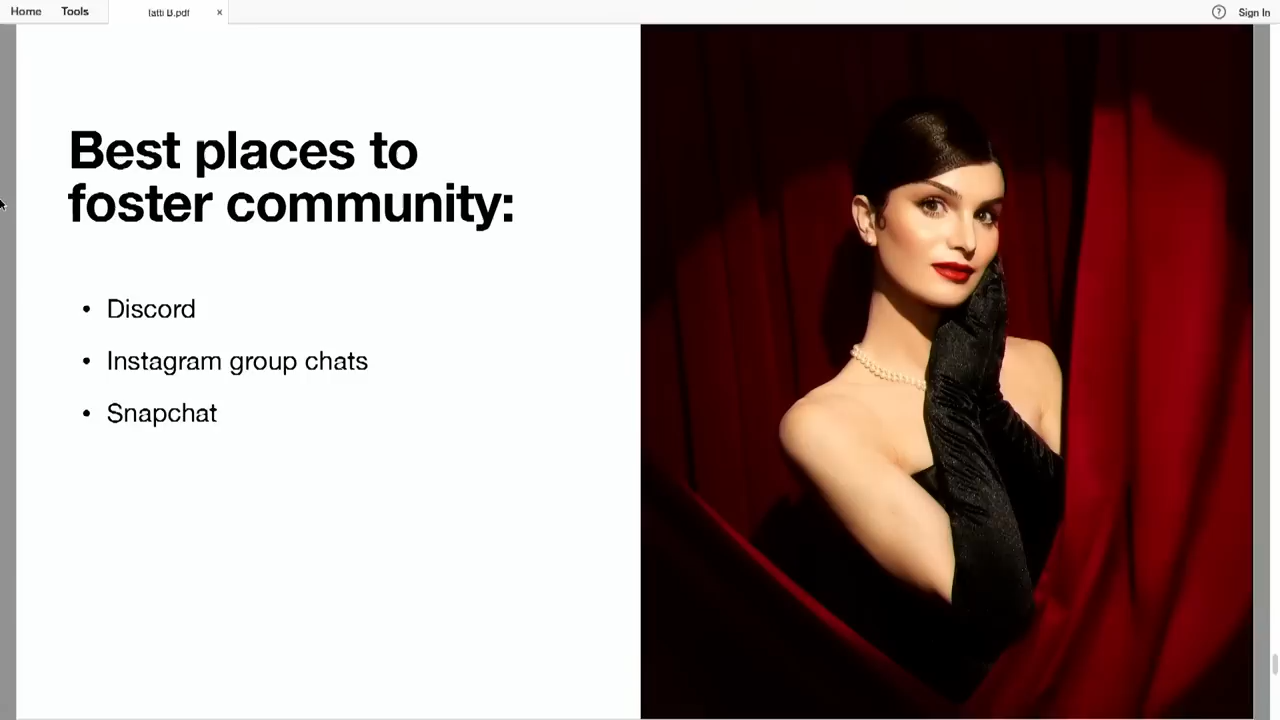 Home Tools
Sign In
Best places to
foster community:
• Discord
• Instagram group chats
• Snapchat